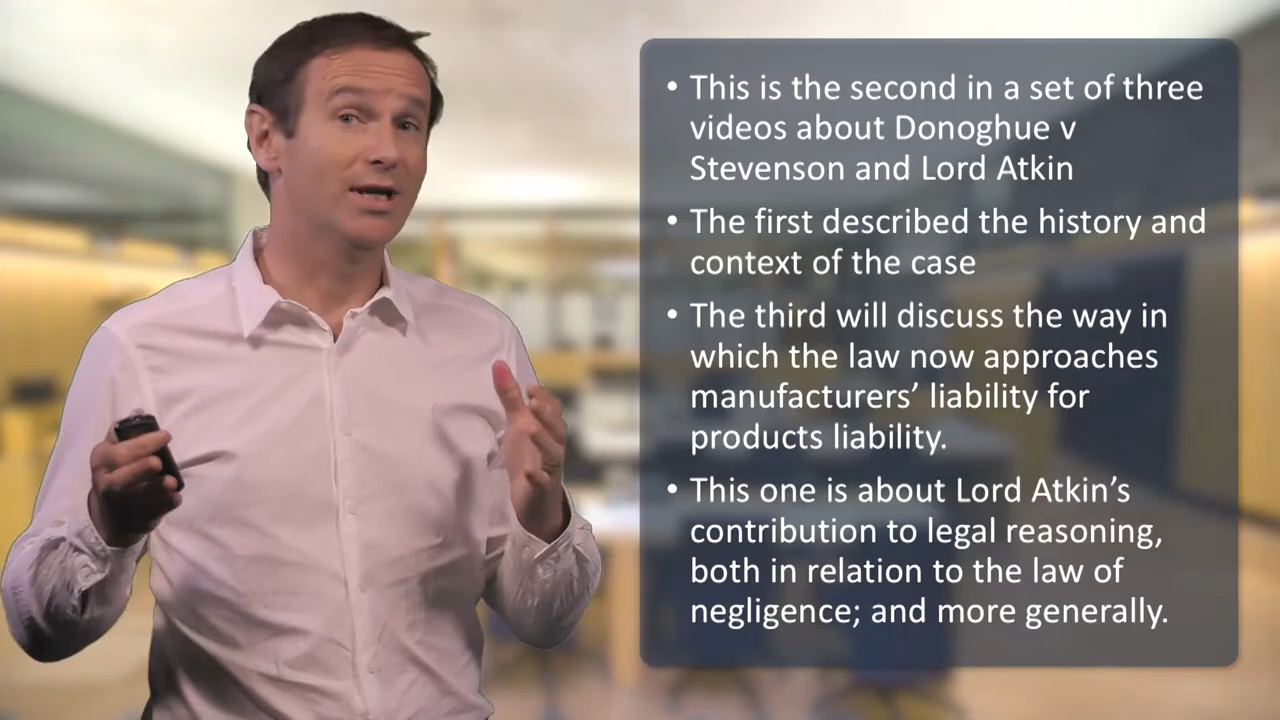 • This is the second in a set of three
videos about Donoghue v
Stevenson and Lord Atkin
• The first described the history and
context of the case
• The third will discuss the way in
which the law now approaches
manufacturers’ liability for
products liability.
• This one is about Lord Atkin’s
contribution to legal reasoning,
both in relation to the law of
negligence; and more generally.